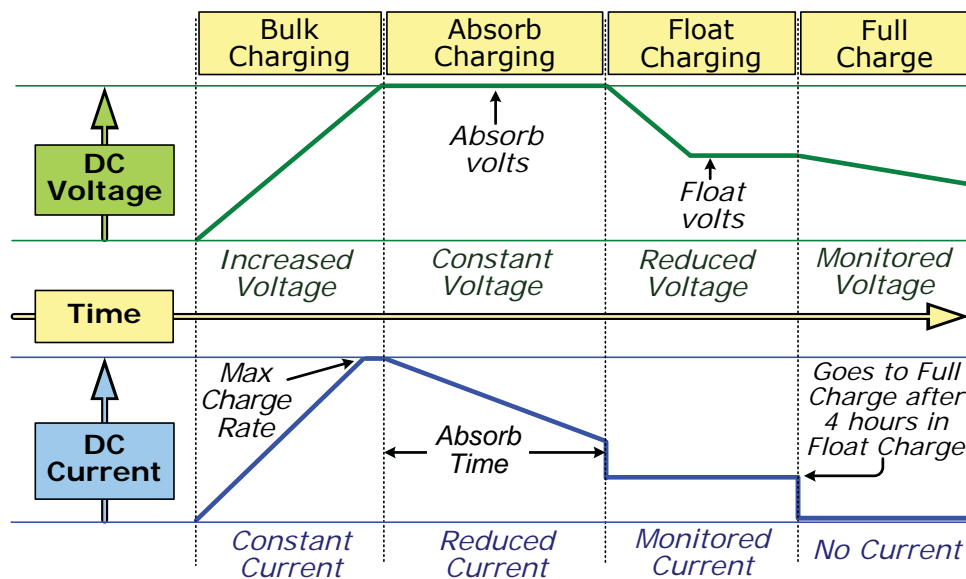 Bulk
Charging
Absorb
Charging
Float
Charging
Full
Charge
DC
Voltage
Absorb
volts
Float
volts
Increased
Voltage
Constant
Voltage
Reduced
Voltage
Monitored
Voltage
Time
DC
Current
Max
Charge
Rate
Absorb
Time
Goes to Full
Charge after
4 hours in
Float Charge
Constant
Current
Reduced
Current
Monitored
Current
No Current